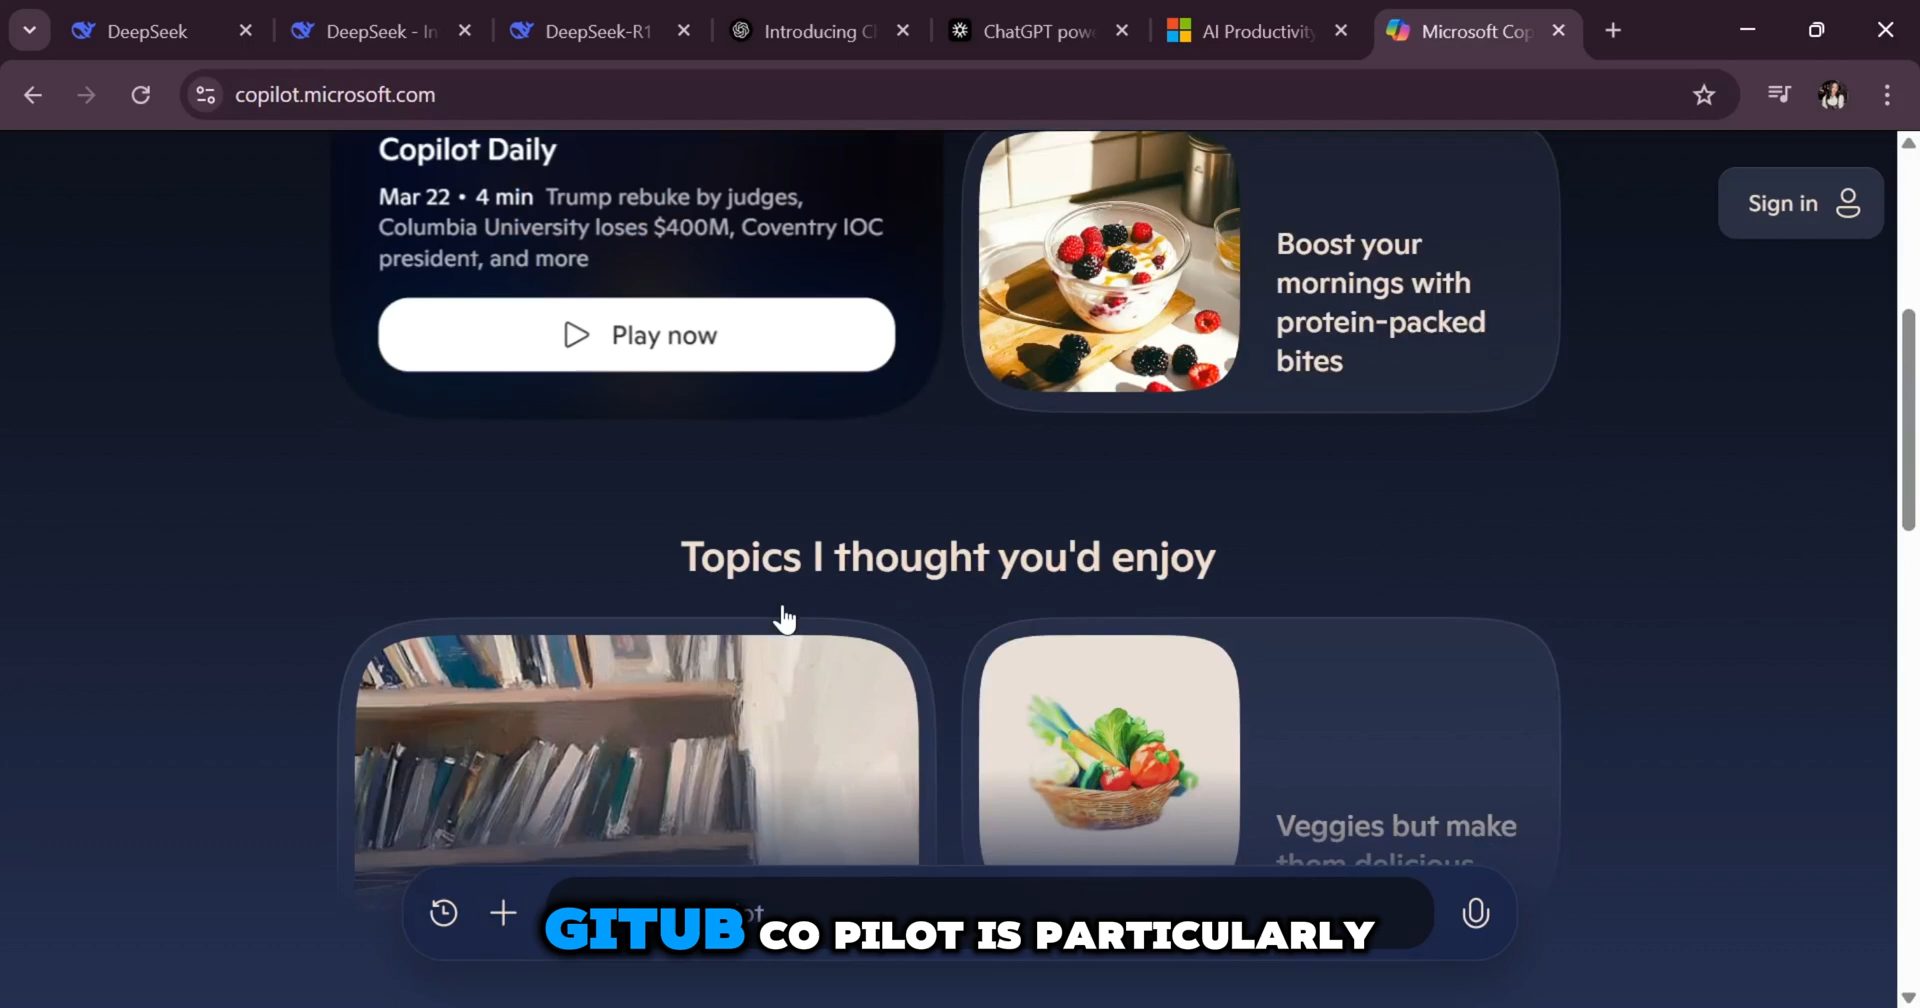 DeepSeek
DeepSeek - In
DeepSeek-R1
Introducing Cl
ChatGPT pow
AI Productivity
Microsoft Cop
copilot.microsoft.com
Copilot Daily
Mar 22 • 4 min Trump rebuke by judges,
Columbia University loses $400M, Coventry IOC
president, and more
Play now
Boost your
mornings with
protein-packed
bites
Sign in
Topics I thought you'd enjoy
Veggies but make
them delicious
GITUB CO PILOT IS PARTICULARLY